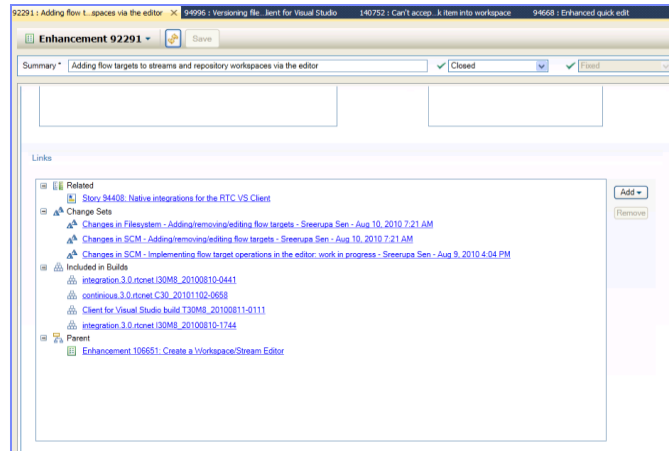 92291 : Adding flow t...spaces via the editor
94996 : Versioning file...lient for Visual Studio
140752 : Can't accep...k item into workspace
94668 : Enhanced quick edit
Enhancement 92291
Save
Summary *
Adding flow targets to streams and repository workspaces via the editor
Closed
Fixed
Links
Related
Story 94408: Native integrations for the RTC VS Client
Change Sets
Changes in Filesystem - Adding/removing/editing flow targets - Sreerupa Sen - Aug 10, 2010 7:21 AM
Changes in SCM - Adding/removing/editing flow targets - Sreerupa Sen - Aug 10, 2010 7:21 AM
Changes in SCM - Implementing flow target operations in the editor: work in progress - Sreerupa Sen - Aug 9, 2010 4:04 PM
Included in Builds
integration.3.0.rtcnet I30M8_20100810-0441
continious.3.0.rtcnet C30_20101102-0658
Client for Visual Studio build T30M8_20100811-0111
integration.3.0.rtcnet I30M8_20100810-1744
Parent
Enhancement 106651: Create a Workspace/Stream Editor
Add
Remove